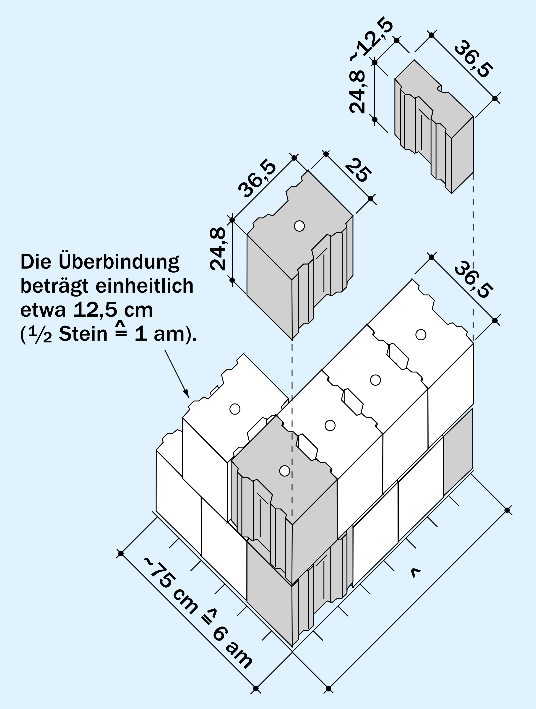 ~12,5
36,5
24,8
36,5
25
24,8
36,5
Die Überbindung
beträgt einheitlich
etwa 12,5 cm
(½ Stein ≙ 1 am).
~75 cm ≙ 6 am
^